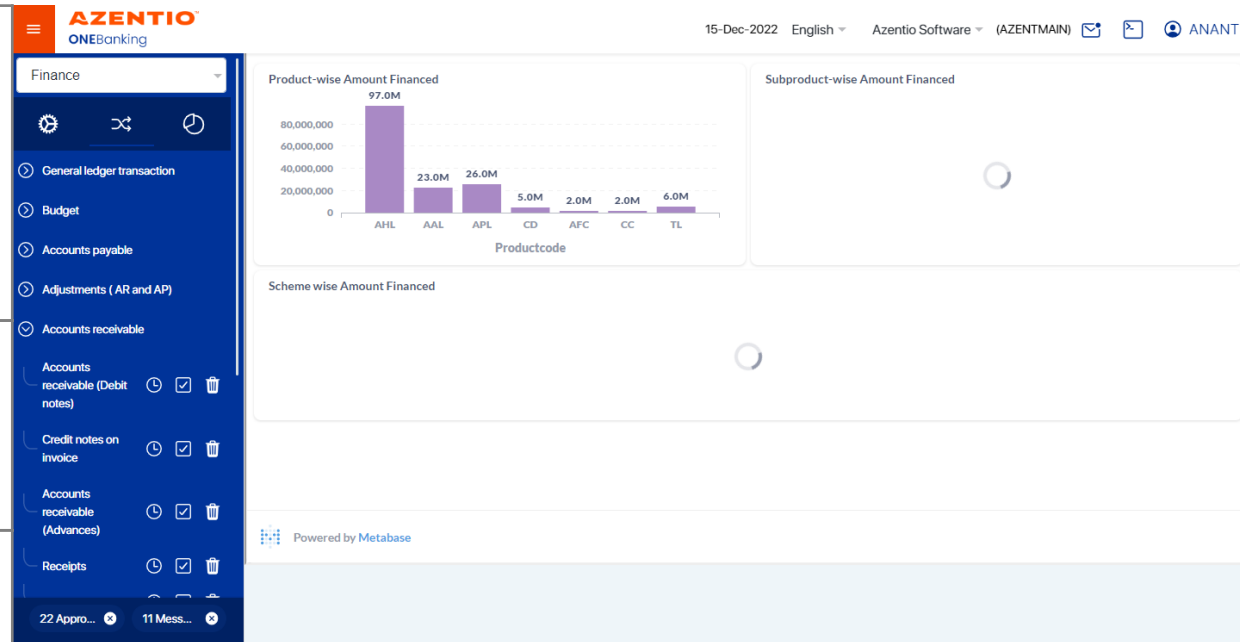 AZENTIO™
ONEBanking
15-Dec-2022 English Azentio Software (AZENTMAIN) ANANT
Finance
General ledger transaction
Budget
Accounts payable
Adjustments ( AR and AP)
Accounts receivable
Accounts
receivable (Debit
notes)
Credit notes on
invoice
Accounts
receivable
(Advances)
Receipts
22 Appro...
11 Mess...
Product-wise Amount Financed
97.0M
80,000,000
60,000,000
40,000,000
20,000,000
0
23.0M
26.0M
5.0M
2.0M
2.0M
6.0M
AHL AAL APL CD AFC CC TL
Productcode
Subproduct-wise Amount Financed
Scheme wise Amount Financed
Powered by Metabase